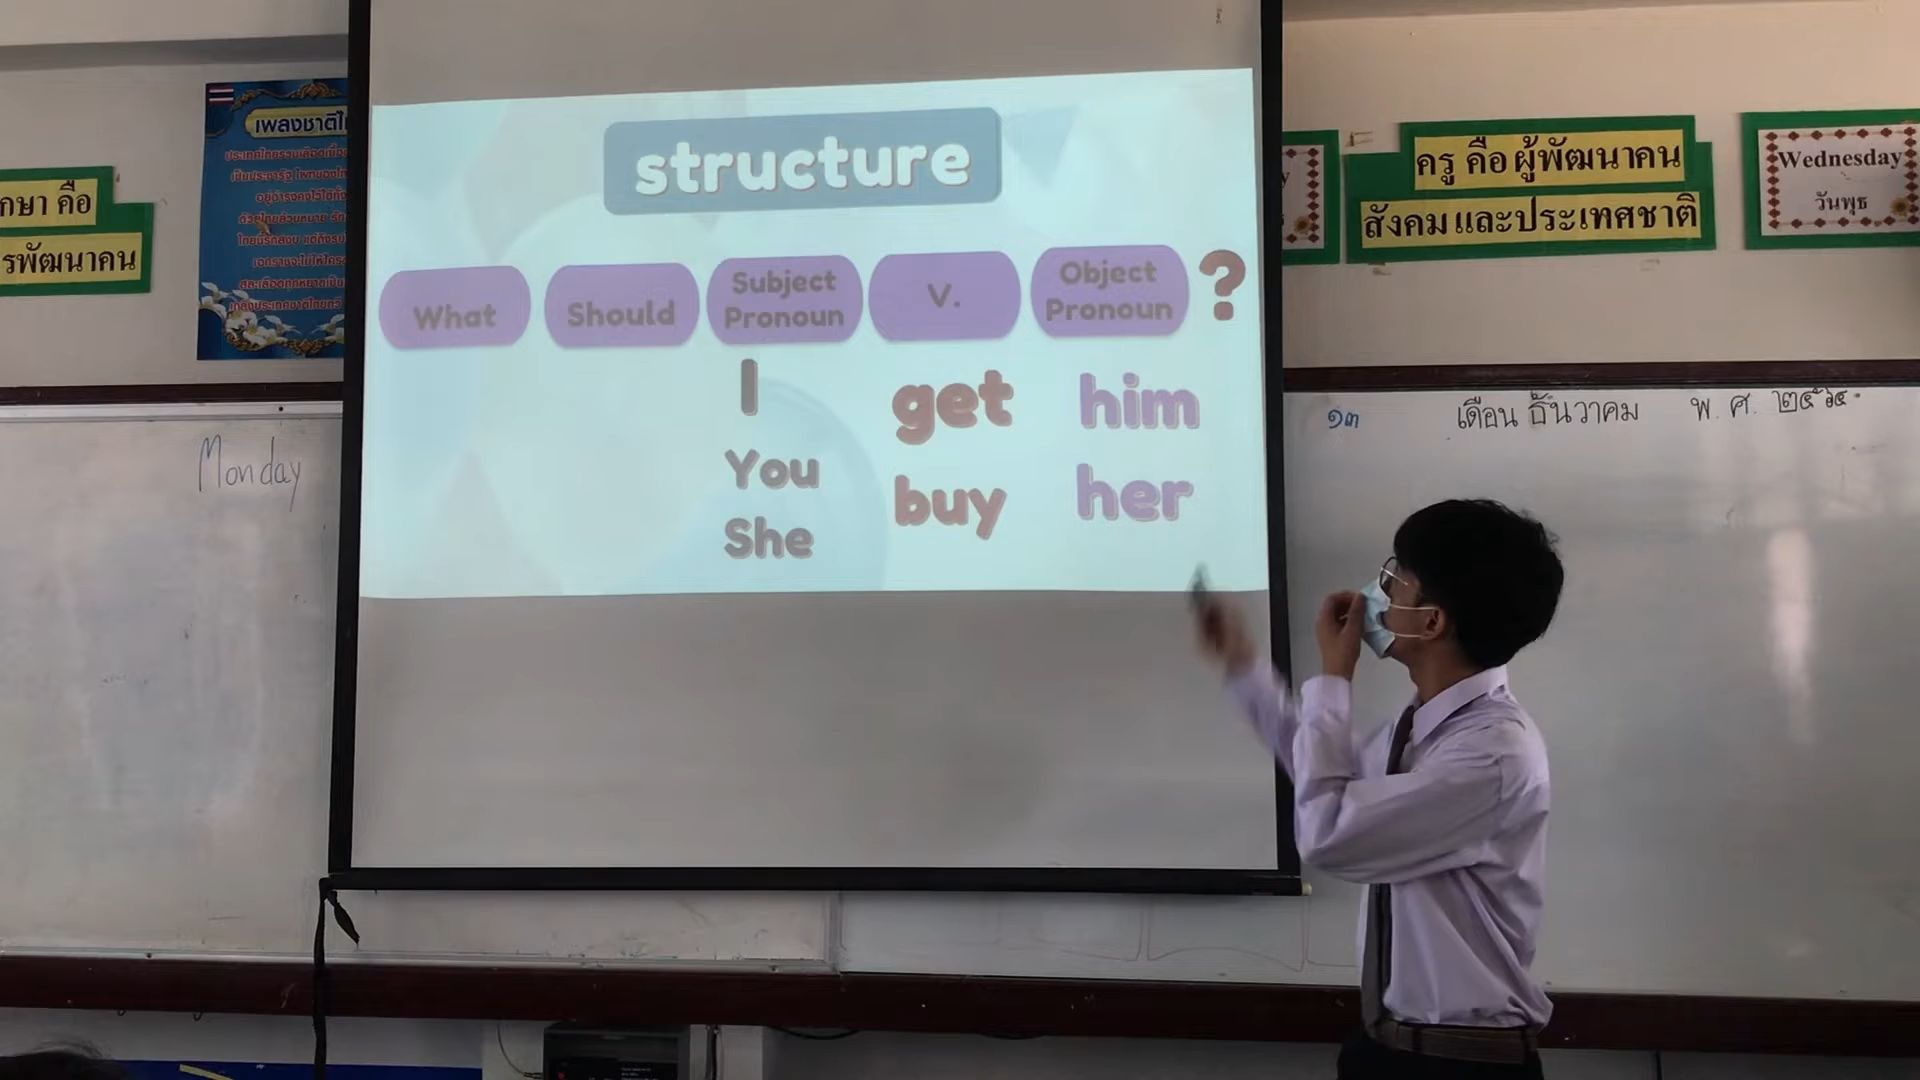 เพลงชาติไ
กษา คือ
รพัฒนาคน
structure
What
Should
Subject
Pronoun
V.
Object
Pronoun
?
I
get
him
You
buy
her
She
Monday
ครู คือ ผู้พัฒนาคน
สังคม และประเทศชาติ
Wednesday
วันพุธ
๑๓ เดือน ธันวาคม พ.ศ. ๒๕๖๔